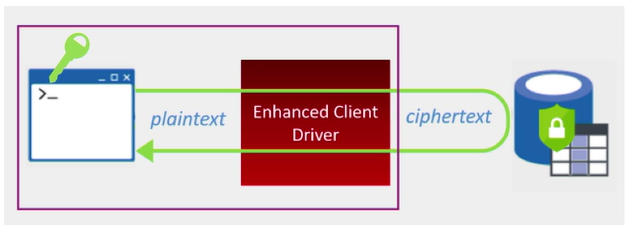 >_
plaintext
Enhanced Client
Driver
ciphertext